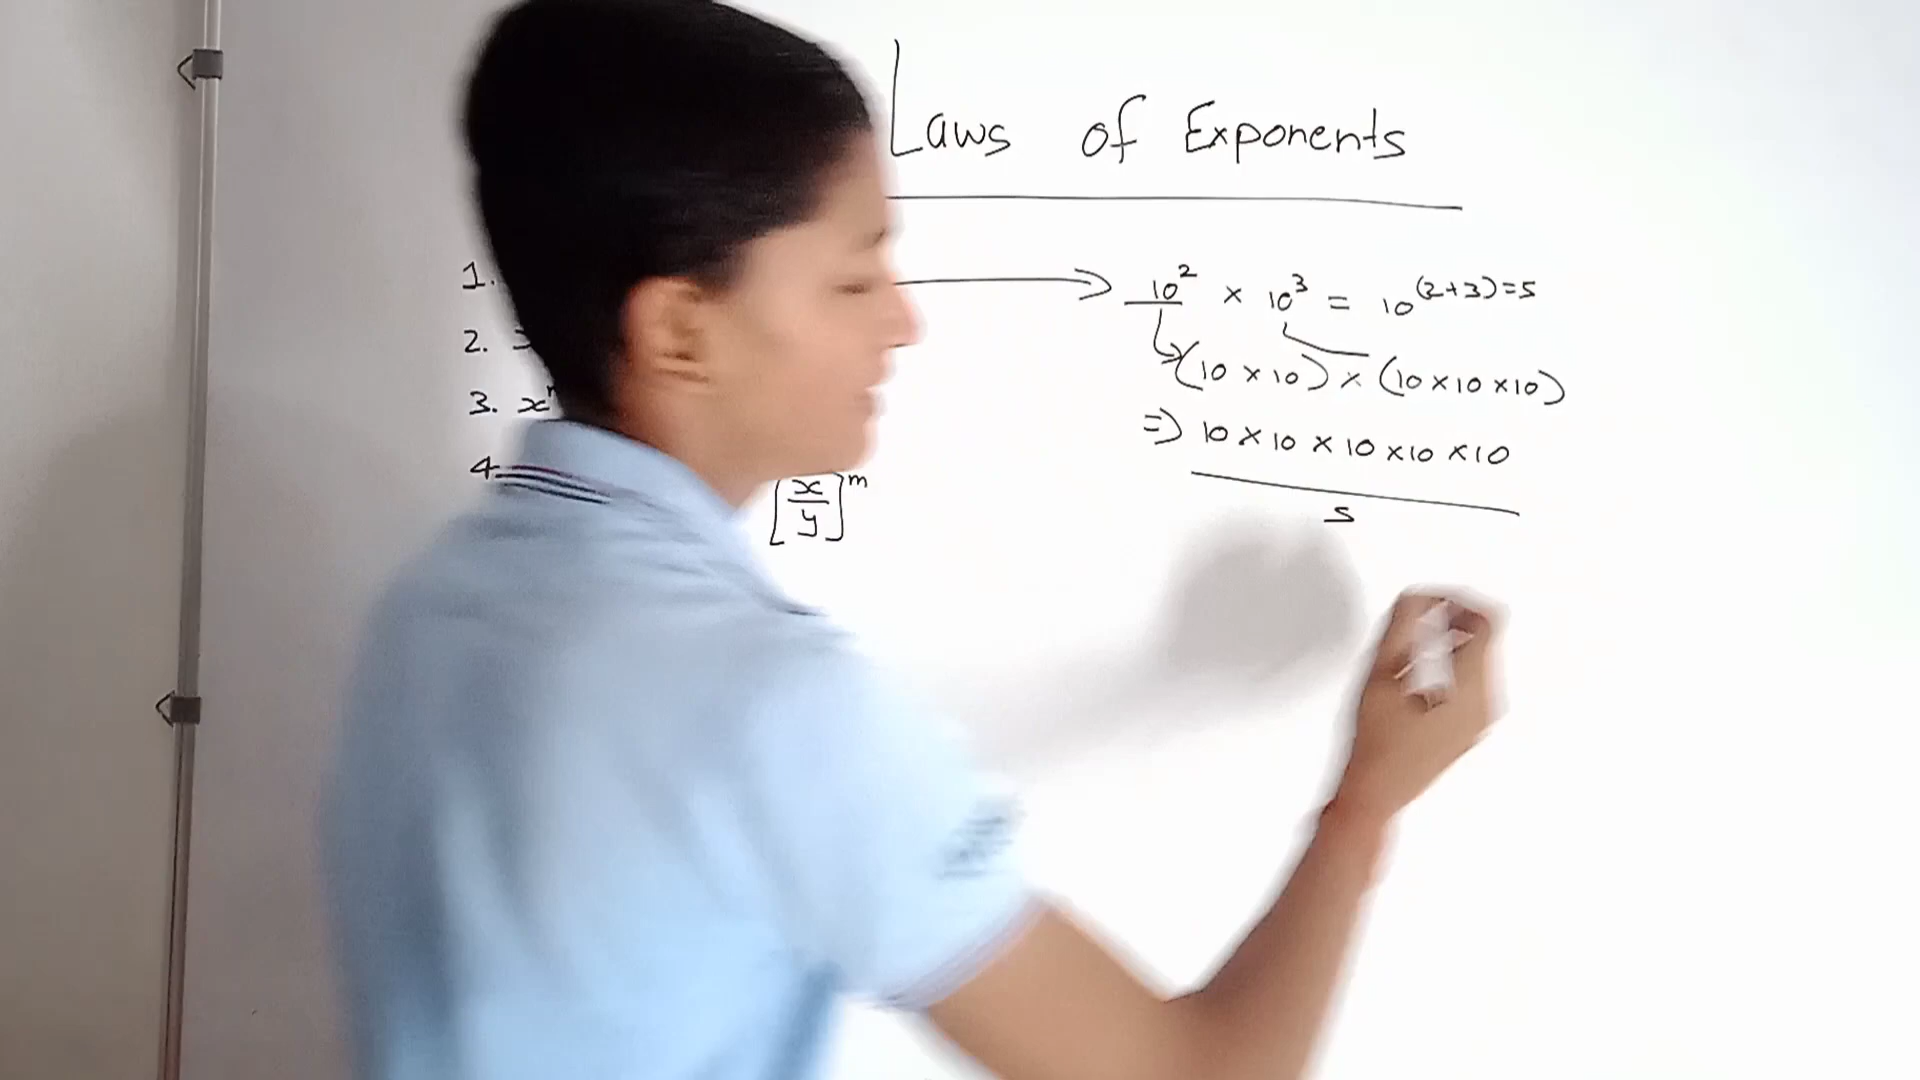 Laws of Exponents
1.
10² × 10³ = 10⁽²⁺³⁾⁼⁵
2.
(10 × 10) × (10 × 10 × 10)
3. x
⇒ 10 × 10 × 10 × 10 × 10
4.
[x/y]ᵐ
5